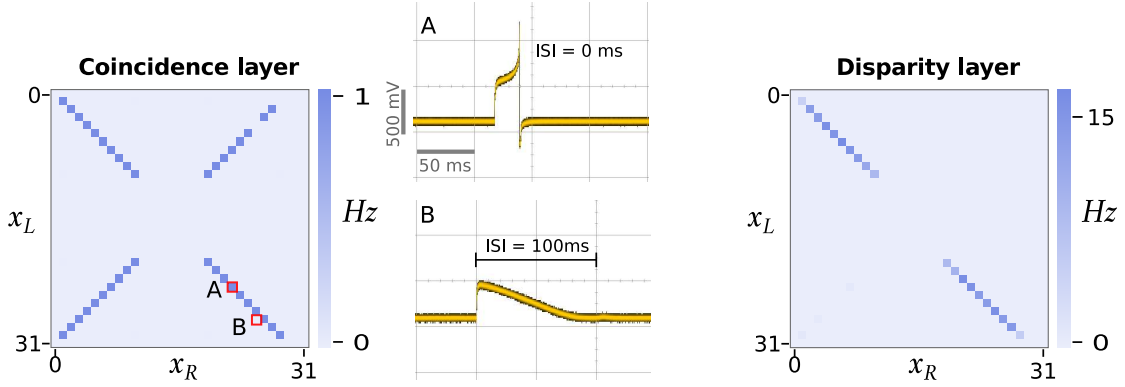 Coincidence layer
0
31
x_L
0
31
x_R
A
B
1
0
Hz
A
ISI = 0 ms
500 mV
50 ms
B
ISI = 100ms
Disparity layer
0
31
x_L
0
31
x_R
15
0
Hz